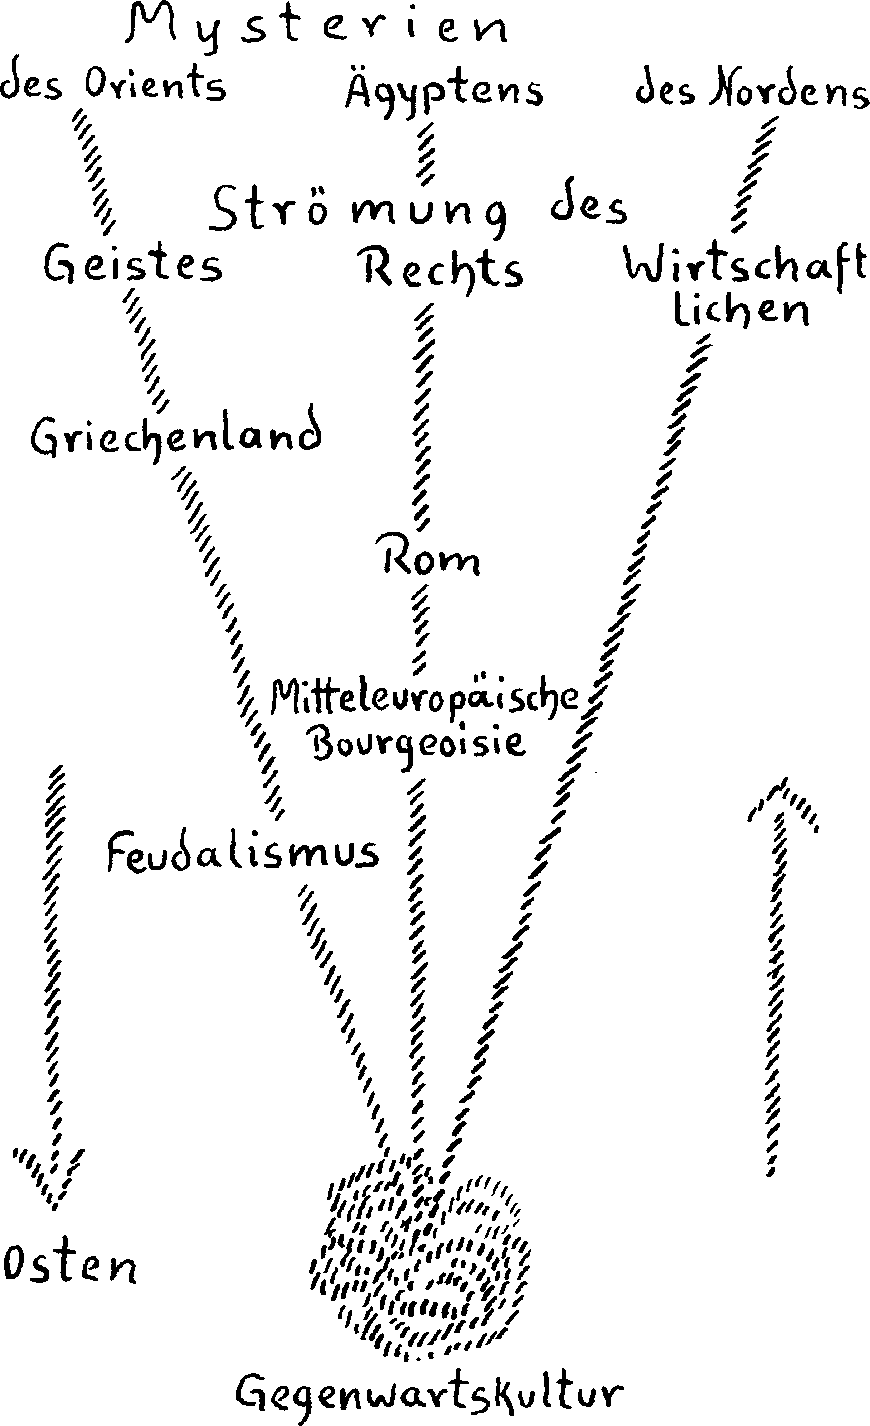 Mysterien
des Orients Ägyptens des Nordens
Strömung des
Geistes Rechts Wirtschaft
lichen
Griechenland
Rom
Mitteleuropäische
Bourgeoisie
Feudalismus
Osten
Gegenwartskultur